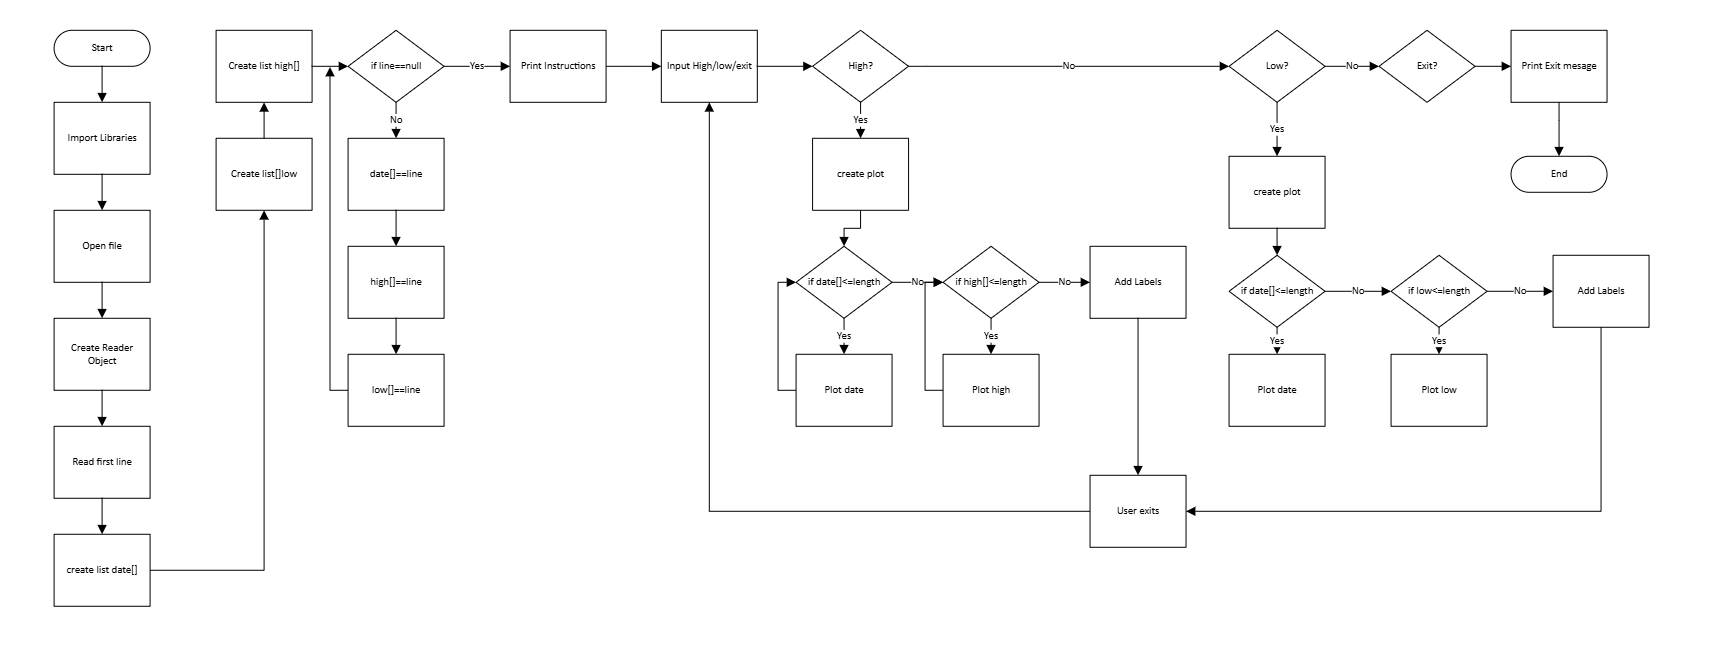 Start
Import Libraries
Open file
Create Reader
Object
Read first line
create list date[]
Create list[]low
Create list high[]
if line==null
Yes
No
date[]==line
high[]==line
low[]==line
Print Instructions
Input High/low/exit
High?
No
Yes
create plot
if date[]<=length
No
Yes
Plot date
if high[]<=length
No
Yes
Plot high
Add Labels
User exits
Low?
No
Yes
create plot
if date[]<=length
No
Yes
Plot date
if low<=length
No
Yes
Plot low
Add Labels
Exit?
Print Exit mesage
End